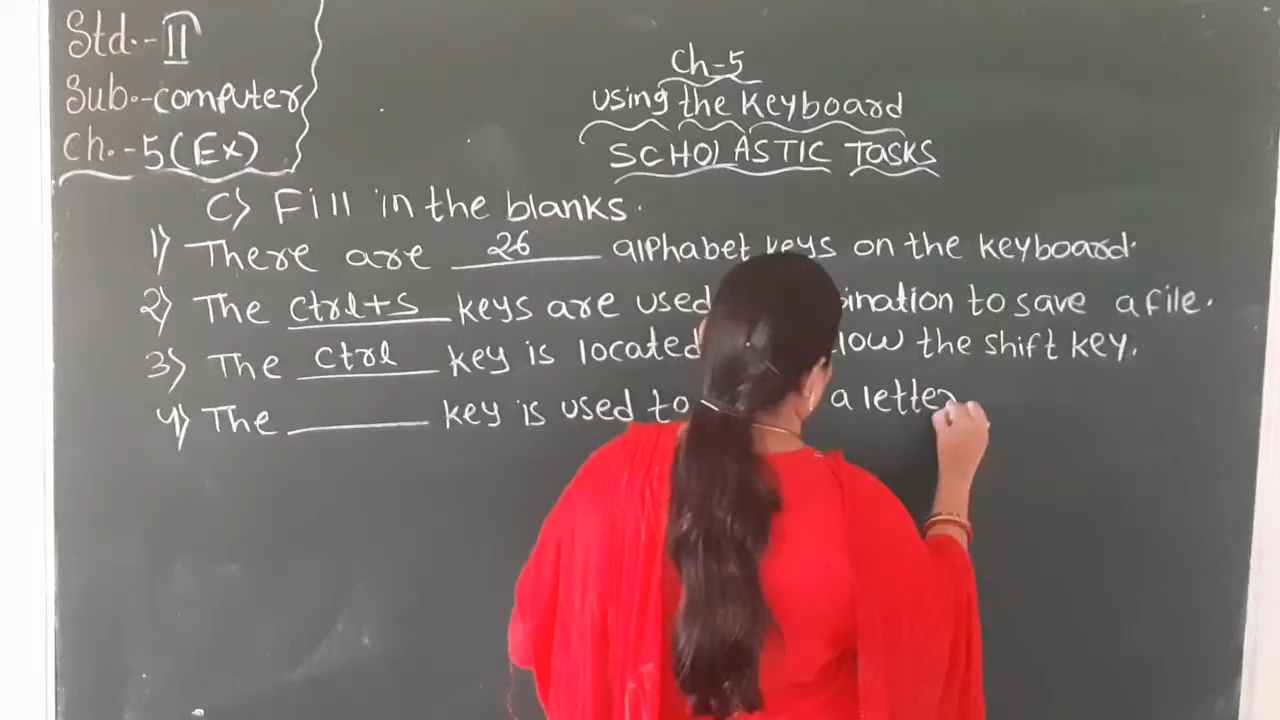 Std.-II
Sub.-computer
Ch.-5(Ex)
Ch-5
Using the Keyboard
SCHOLASTIC TASKS
C) Fill in the blanks.
1) There are 26 alphabet keys on the keyboard.
2) The Ctrl+S keys are used to save a file.
3) The Ctrl key is located the shift key.
4) The ______ key is used to a letter